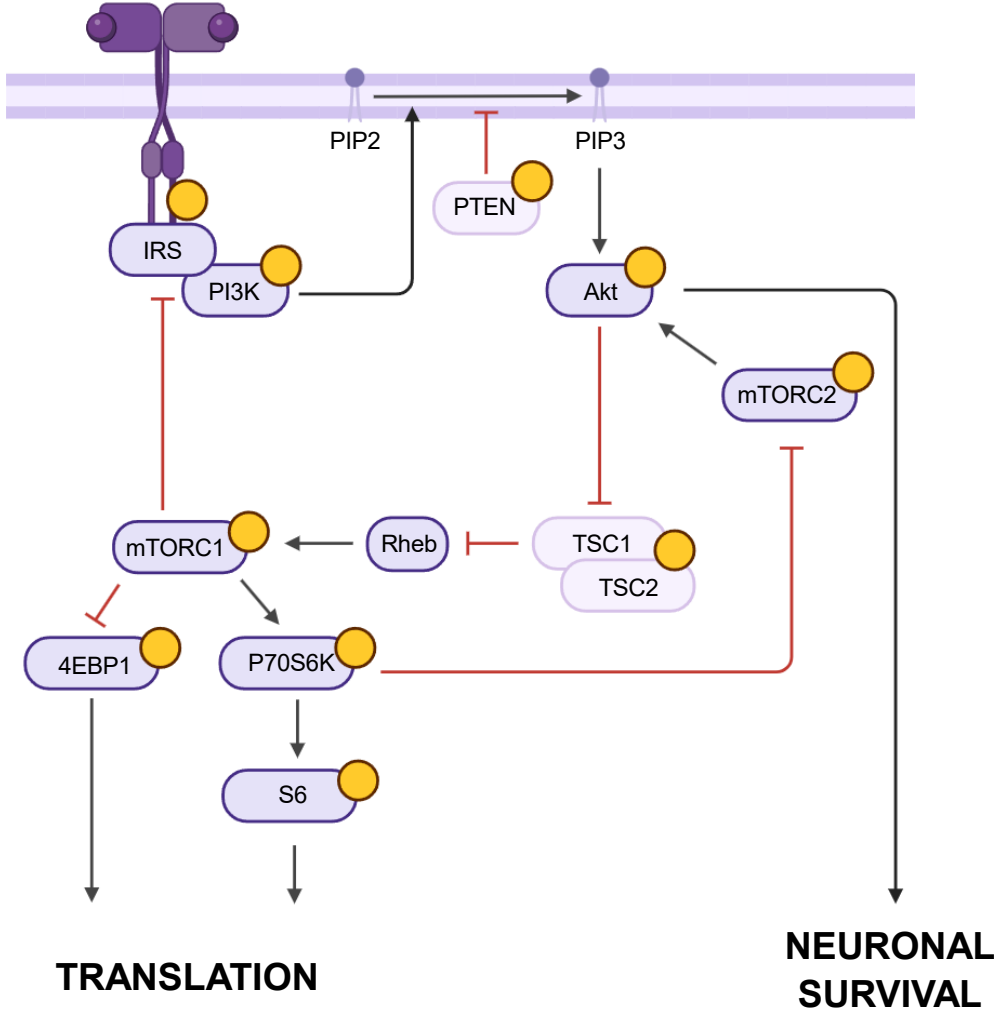 PIP2
PIP3
PTEN
IRS
PI3K
Akt
mTORC2
mTORC1
Rheb
TSC1
TSC2
4EBP1
P70S6K
S6
TRANSLATION
NEURONAL
SURVIVAL